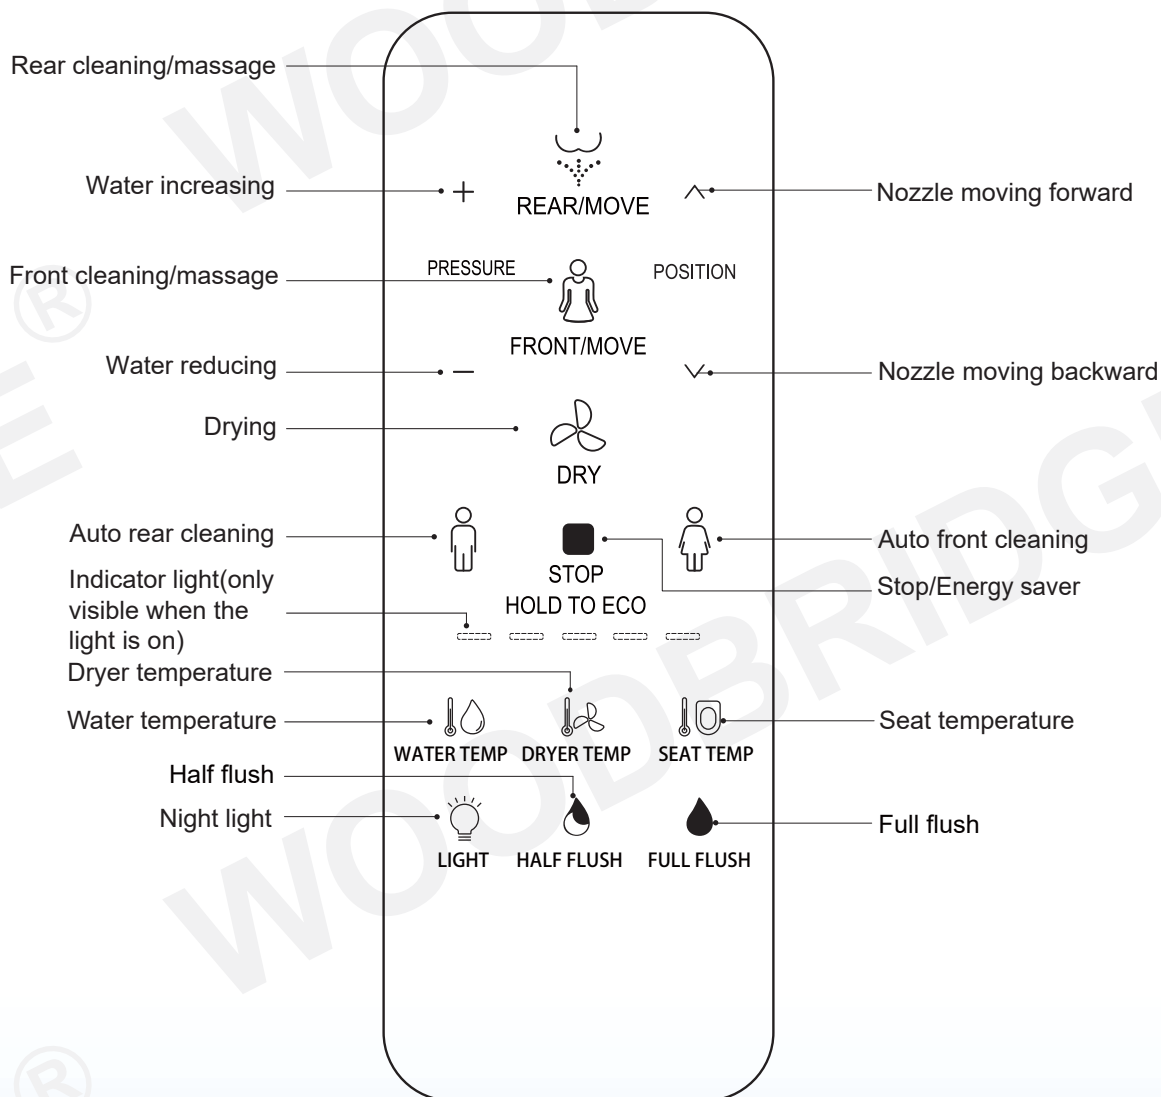 Rear cleaning/massage
Water increasing
+
REAR/MOVE
Nozzle moving forward
Front cleaning/massage
PRESSURE
POSITION
FRONT/MOVE
Water reducing
—
Nozzle moving backward
Drying
DRY
Auto rear cleaning
Auto front cleaning
STOP
Stop/Energy saver
HOLD TO ECO
Indicator light(only
visible when the
light is on)
Dryer temperature
Water temperature
Seat temperature
WATER TEMP
DRYER TEMP
SEAT TEMP
Half flush
Night light
Full flush
LIGHT
HALF FLUSH
FULL FLUSH
WOODBRIDG
®
E
®
WOOD